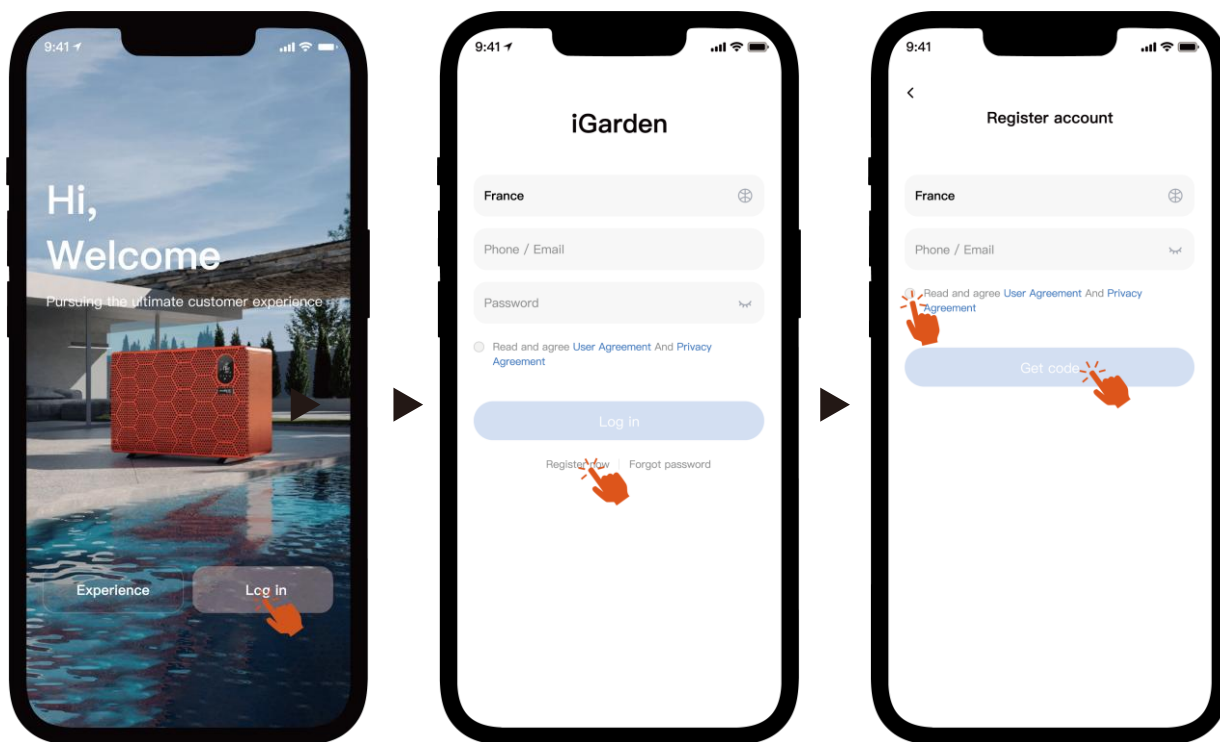 9:41
Hi,
Welcome
Pursuing the ultimate customer experience
Experience
Log in
9:41
iGarden
France
Phone / Email
Password
Read and agree User Agreement And Privacy
Agreement
Log in
Register now
Forgot password
9:41
Register account
France
Phone / Email
Read and agree User Agreement And Privacy
Agreement
Get code